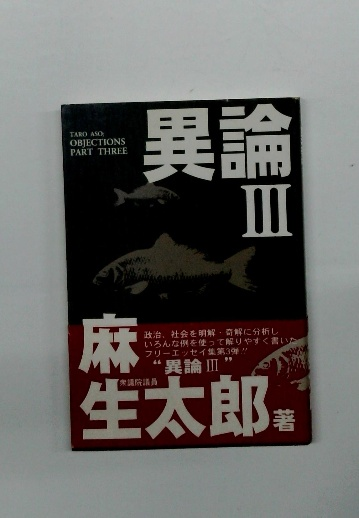 TARO ASO:
OBJECTIONS
PART THREE
異論
III
政治、社会を明解・奇解に分析し
いろんな例を使って解りやすく書いた
フリーエッセイ集第3弾!!
“異論III”
衆議院議員
麻生太郎著